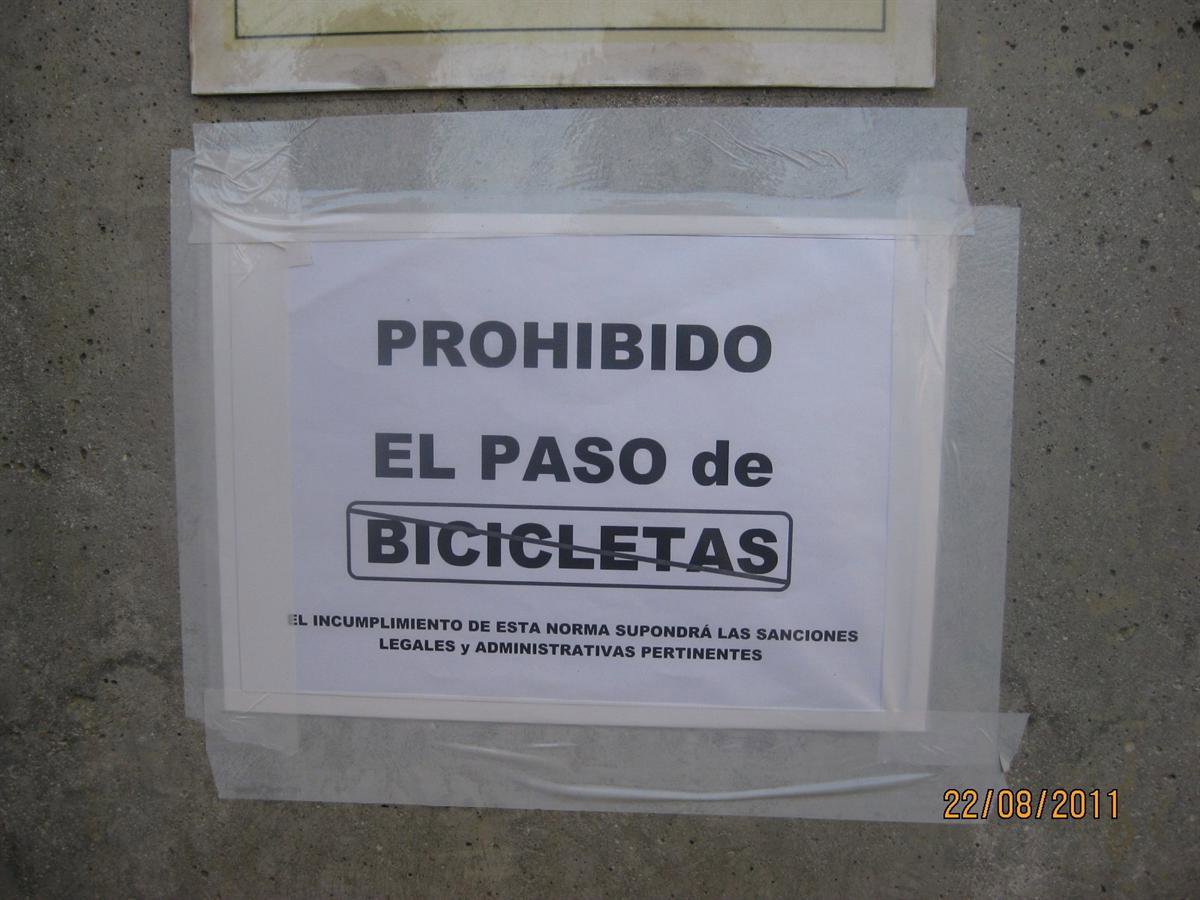 PROHIBIDO
EL PASO de
BICICLETAS
EL INCUMPLIMIENTO DE ESTA NORMA SUPONDRÁ LAS SANCIONES
LEGALES y ADMINISTRATIVAS PERTINENTES
22/08/2011